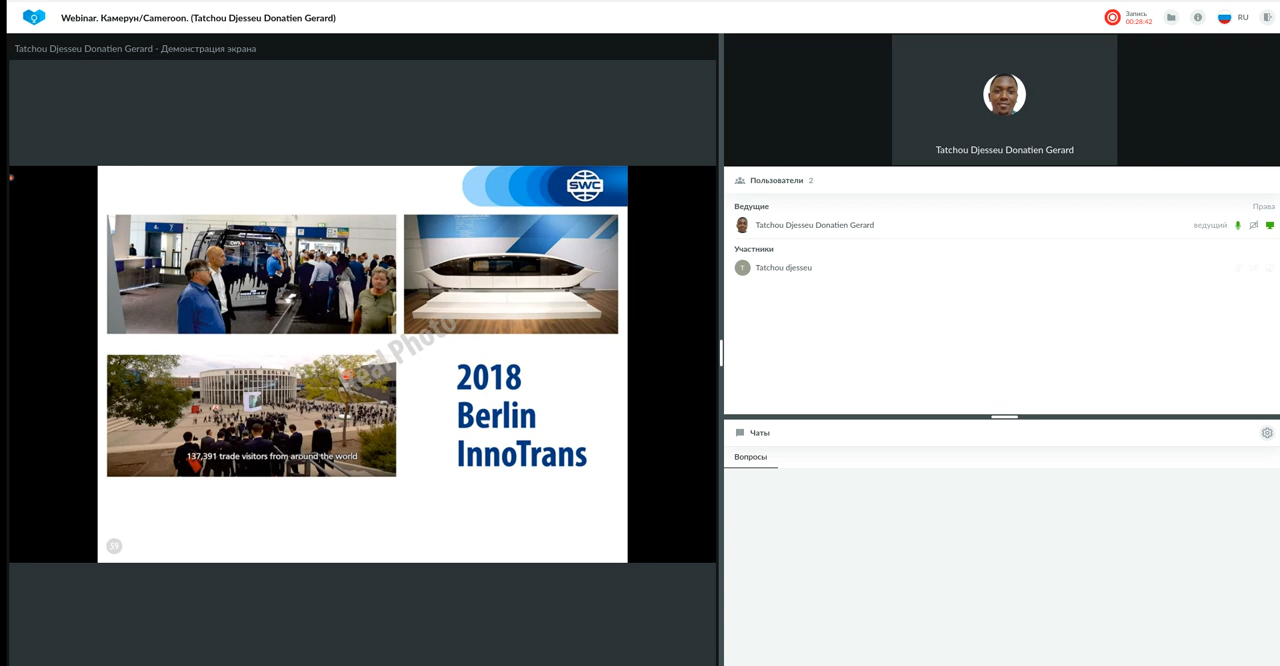 Webinar. Камерун/Cameroon. (Tatchou Djesseu Donatien Gerard)
Запись
00:28:42
RU
Tatchou Djesseu Donatien Gerard - Демонстрация экрана
SWC
Real Photo
137,391 trade visitors from around the world
2018
Berlin
InnoTrans
59
Tatchou Djesseu Donatien Gerard
Пользователи 2
Ведущие Права
Tatchou Djesseu Donatien Gerard ведущий
Участники
T Tatchou djesseu
Чаты
Вопросы